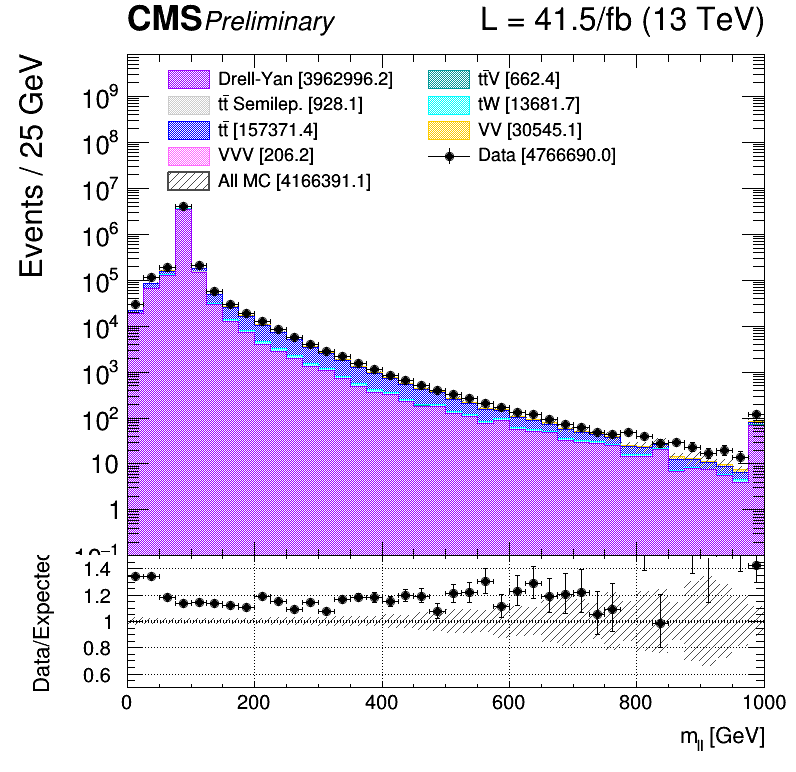 CMS Preliminary L = 41.5/fb (13 TeV)
Events / 25 GeV
Drell-Yan [3962996.2]
tt̄ Semilep. [928.1]
tt̄ [157371.4]
VVV [206.2]
All MC [4166391.1]
tt̄V [662.4]
tW [13681.7]
VV [30545.1]
Data [4766690.0]
10⁹
10⁸
10⁷
10⁶
10⁵
10⁴
10³
10²
10
1
10⁻¹
Data/Expected
1.4
1.2
1
0.8
0.6
0 200 400 600 800 1000
m_ll [GeV]